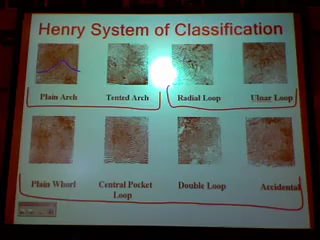 Henry System of Classification
Plain Arch Tented Arch Radial Loop Ulnar Loop
Plain Whorl Central Pocket Double Loop Accidental
Loop